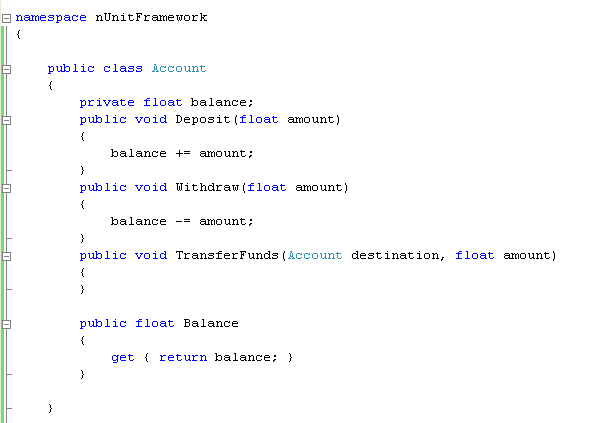 namespace nUnitFramework
{
public class Account
{
private float balance;
public void Deposit(float amount)
{
balance += amount;
}
public void Withdraw(float amount)
{
balance -= amount;
}
public void TransferFunds(Account destination, float amount)
{
}
public float Balance
{
get { return balance; }
}
}